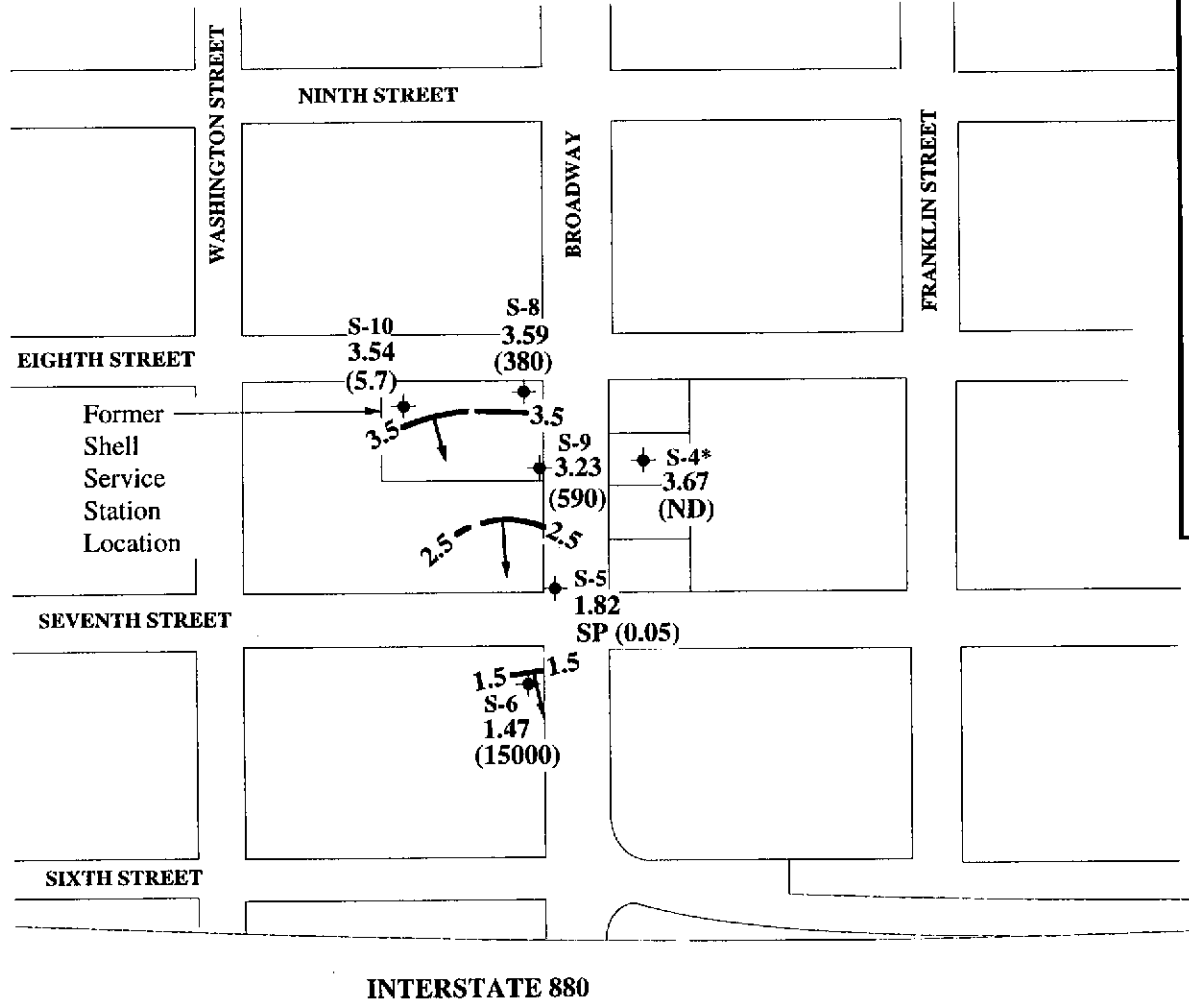 WASHINGTON STREET
NINTH STREET
BROADWAY
FRANKLIN STREET
S-8
3.59
(380)
S-10
3.54
(5.7)
EIGHTH STREET
Former
Shell
Service
Station
Location
3.5
3.5
S-9
3.23
(590)
S-4*
3.67
(ND)
2.5
2.5
S-5
1.82
SP (0.05)
SEVENTH STREET
1.5
1.5
S-6
1.47
(15000)
SIXTH STREET
INTERSTATE 880